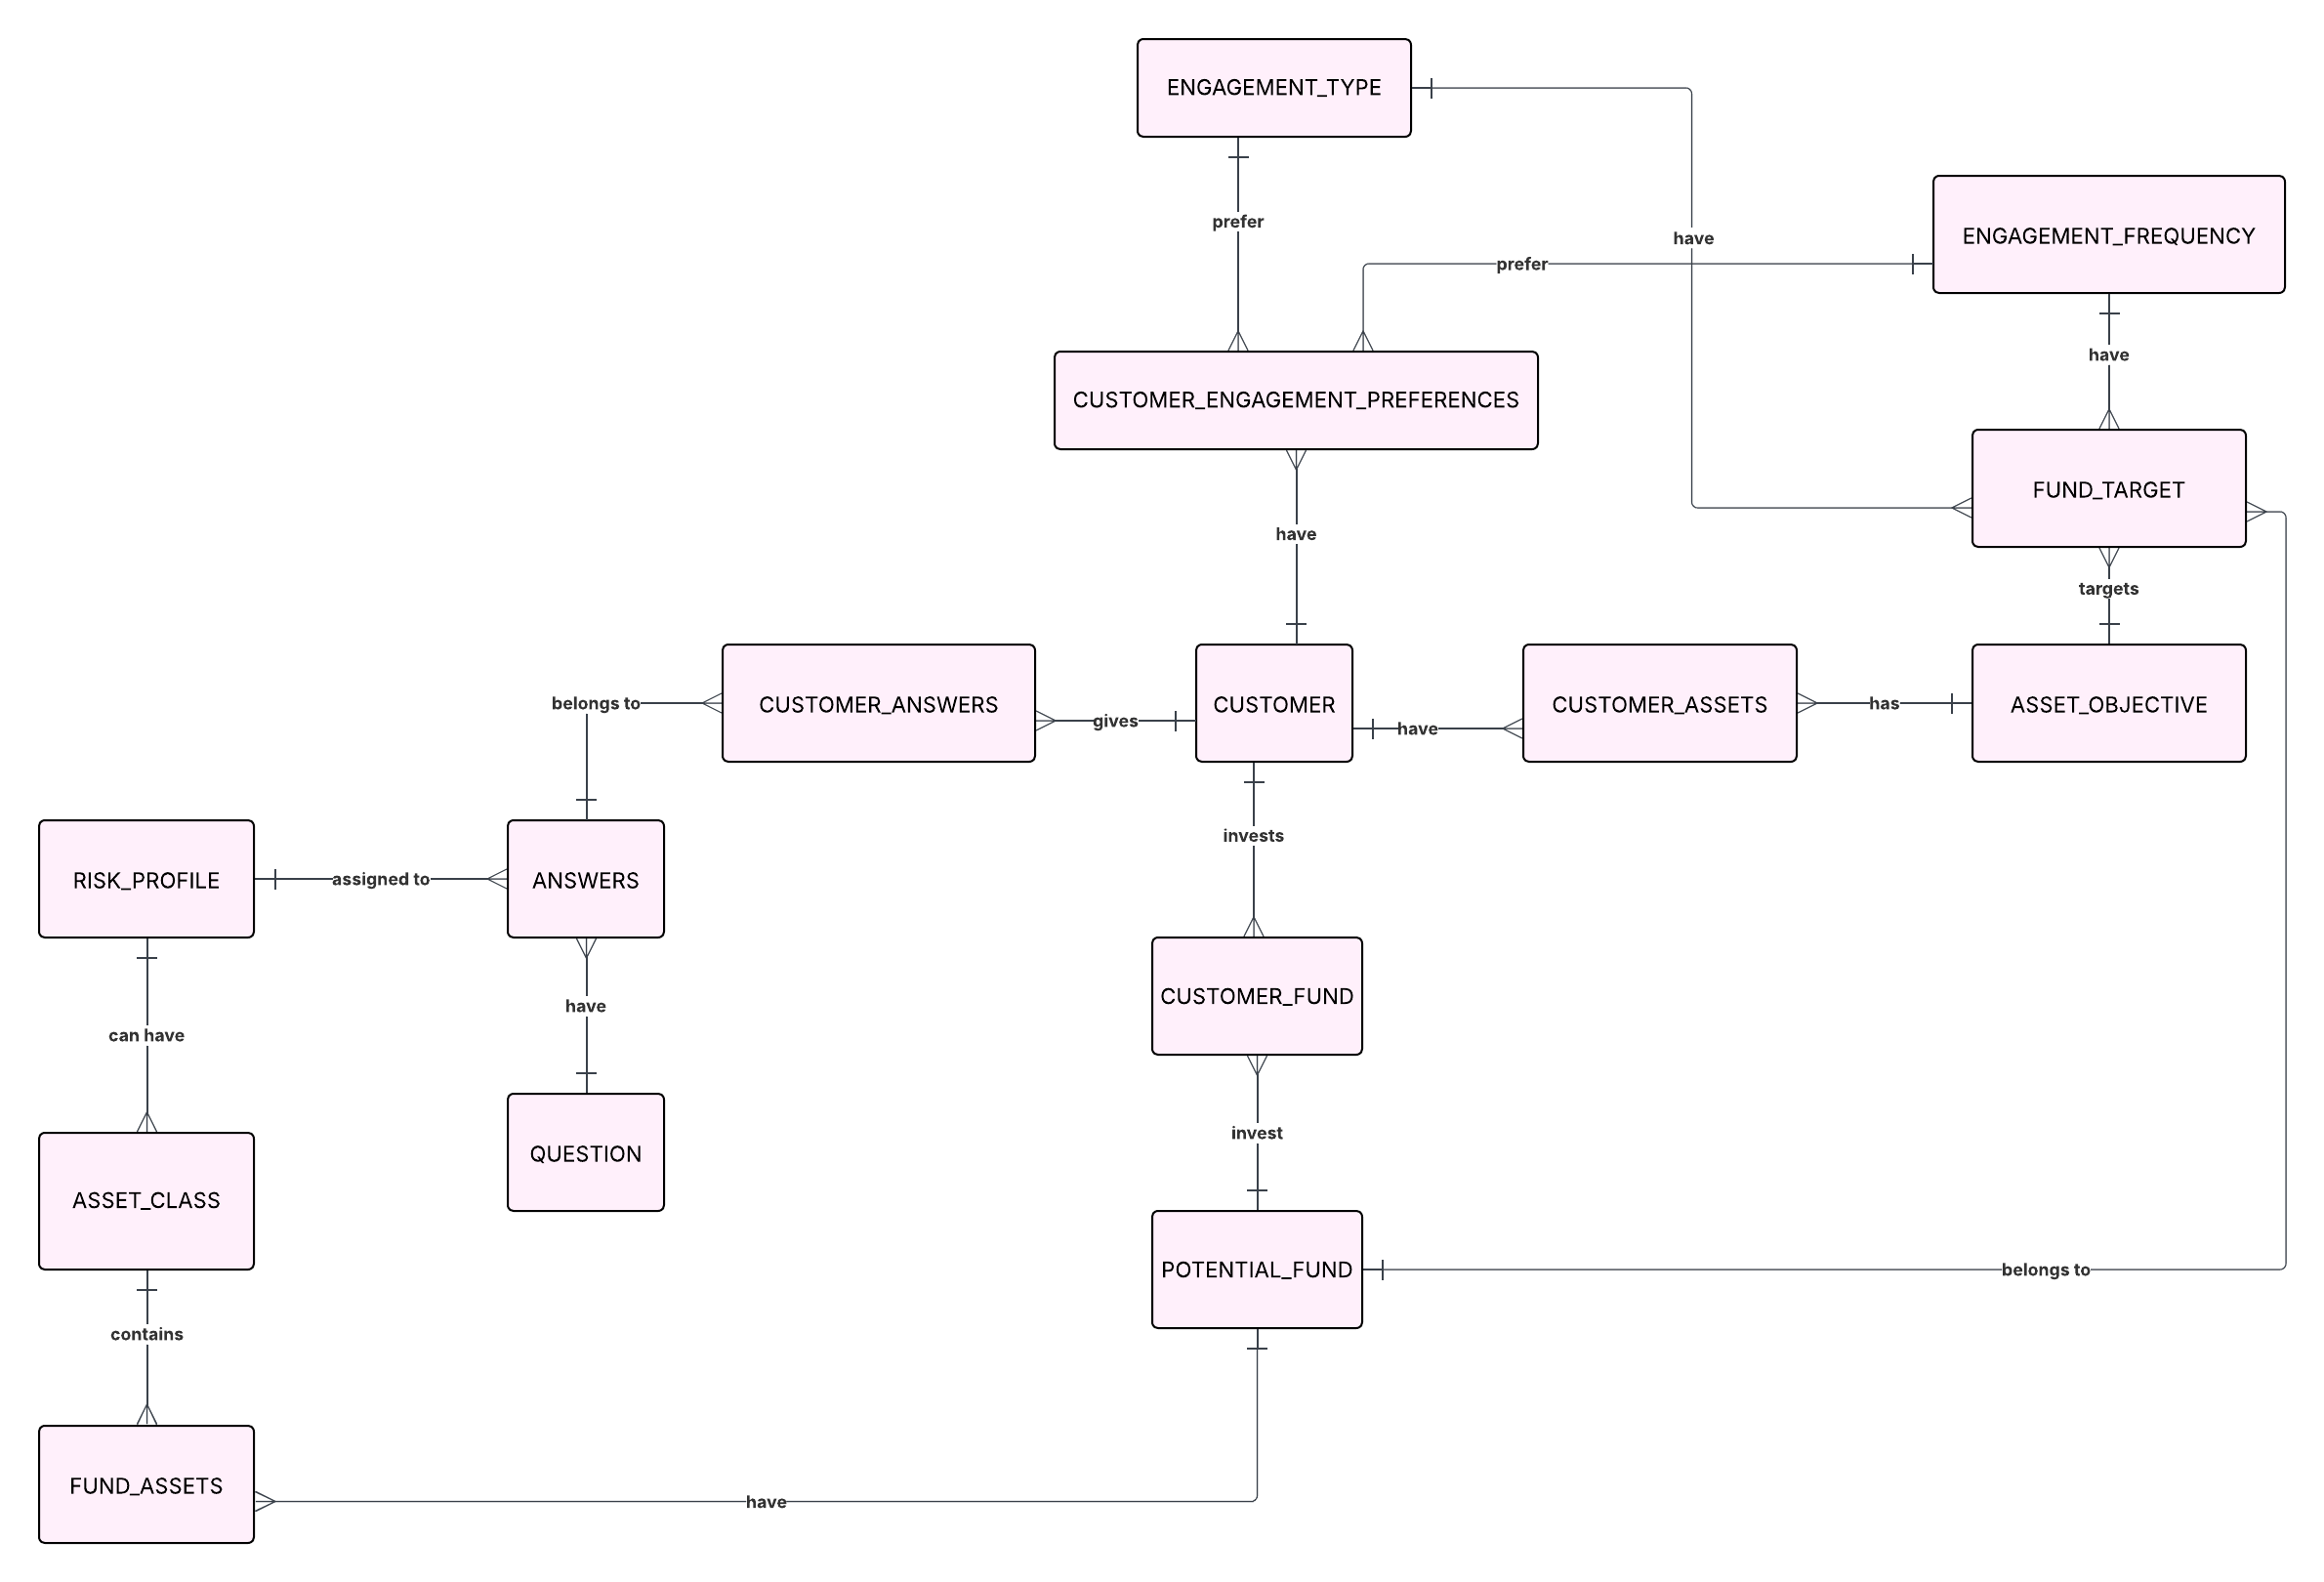 ENGAGEMENT_TYPE
prefer
have
ENGAGEMENT_FREQUENCY
prefer
have
CUSTOMER_ENGAGEMENT_PREFERENCES
FUND_TARGET
have
targets
belongs to
CUSTOMER_ANSWERS
gives
CUSTOMER
have
CUSTOMER_ASSETS
has
ASSET_OBJECTIVE
invests
RISK_PROFILE
assigned to
ANSWERS
have
can have
CUSTOMER_FUND
invest
QUESTION
ASSET_CLASS
POTENTIAL_FUND
belongs to
contains
FUND_ASSETS
have